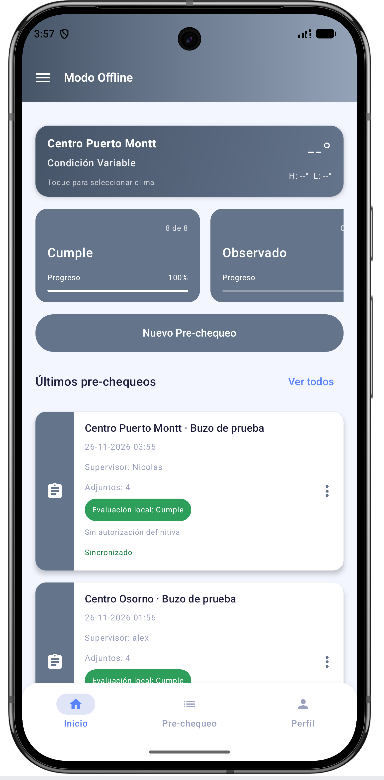 3:57
Modo Offline
Centro Puerto Montt
--°
Condición Variable
Toque para seleccionar clima
H: --° L: --°
8 de 8
Cumple
Progreso 100%
Observado
Progreso
Nuevo Pre-chequeo
Últimos pre-chequeos
Ver todos
Centro Puerto Montt · Buzo de prueba
26-11-2026 03:55
Supervisor: Nicolas
Adjuntos: 4
Evaluación local: Cumple
Sin autorización definitiva
Sincronizado
Centro Osorno · Buzo de prueba
26-11-2026 01:56
Supervisor: alex
Adjuntos: 4
Evaluación local: Cumple
Inicio
Pre-chequeo
Perfil